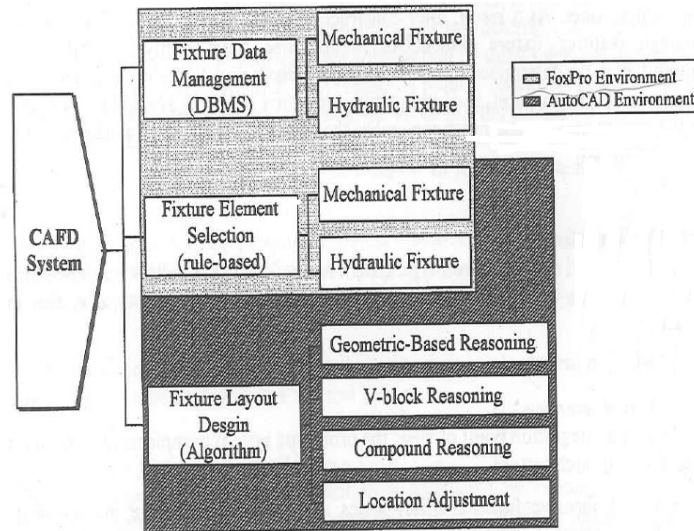 CAFD
System
Fixture Data
Management
(DBMS)
Mechanical Fixture
Hydraulic Fixture
Fixture Element
Selection
(rule-based)
Mechanical Fixture
Hydraulic Fixture
Fixture Layout
Desgin
(Algorithm)
Geometric-Based Reasoning
V-block Reasoning
Compound Reasoning
Location Adjustment
FoxPro Environment
AutoCAD Environment